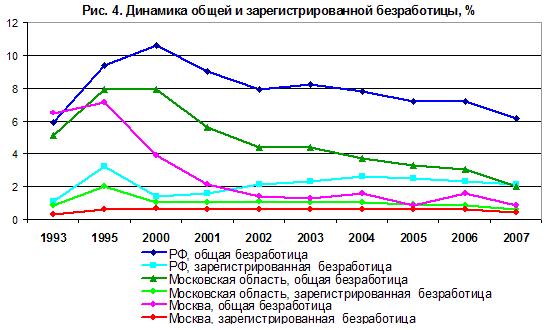 Рис. 4. Динамика общей и зарегистрированной безработицы, %
12
10
8
6
4
2
0
1993 1995 2000 2001 2002 2003 2004 2005 2006 2007
РФ, общая безработица
РФ, зарегистрированная безработица
Московская область, общая безработица
Московская область, зарегистрированная безработица
Москва, общая безработица
Москва, зарегистрированная безработица